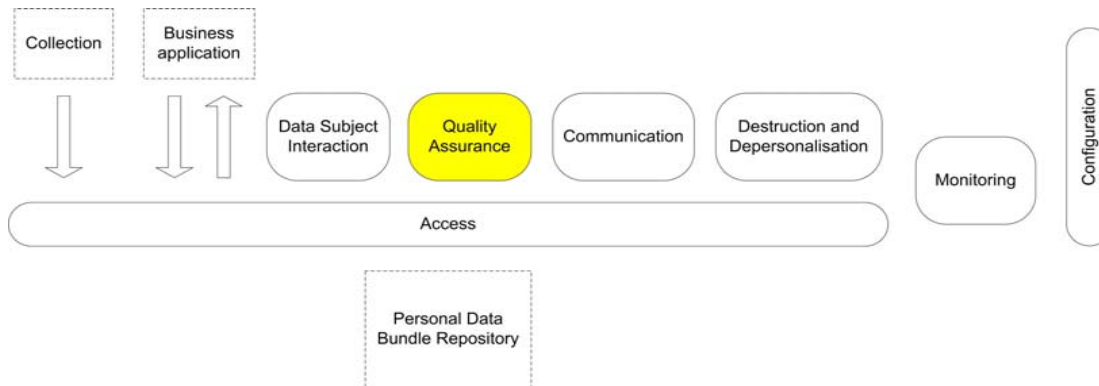 Collection
Business
application
Data Subject
Interaction
Quality
Assurance
Communication
Destruction and
Depersonalisation
Monitoring
Configuration
Access
Personal Data
Bundle Repository